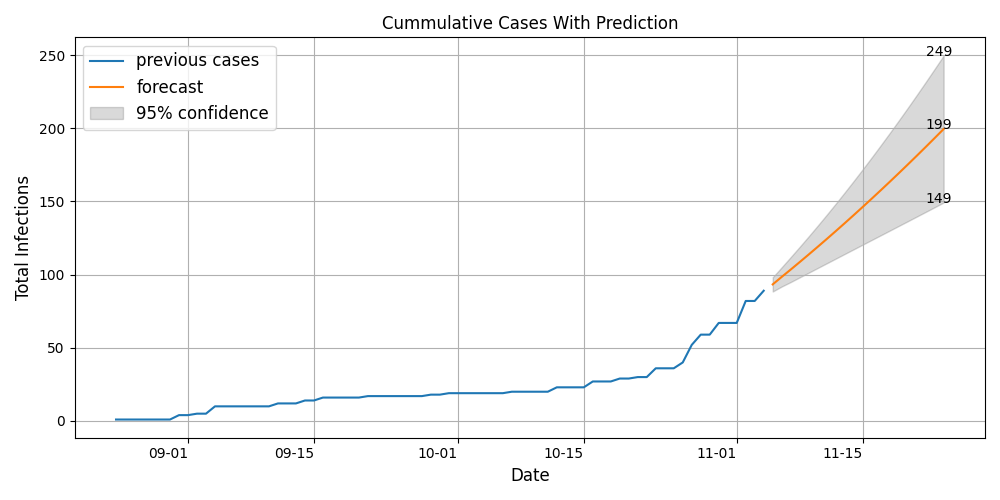 Cummulative Cases With Prediction
previous cases
forecast
95% confidence
249
199
149
250
200
150
100
50
0
Total Infections
09-01 09-15 10-01 10-15 11-01 11-15
Date